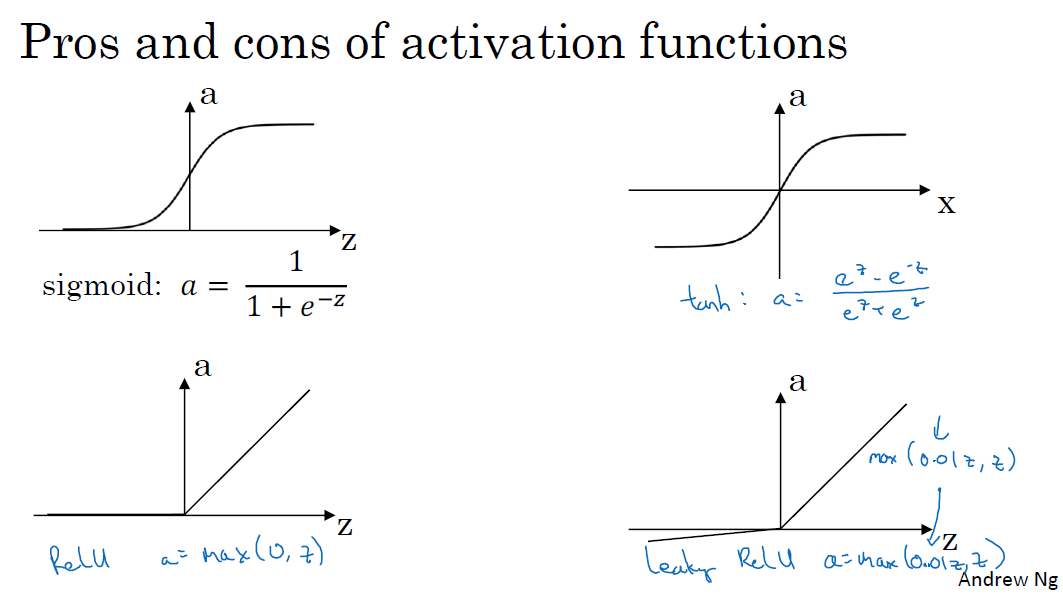 Pros and cons of activation functions
a
z
sigmoid: a = 1 / (1 + e^{-z})
a
x
tanh: a = (e^z - e^{-z}) / (e^z + e^z)
a
z
ReLU a = max(0, z)
a
max(0.01z, z)
z
leaky ReLU a = max(0.01z, z)
Andrew Ng